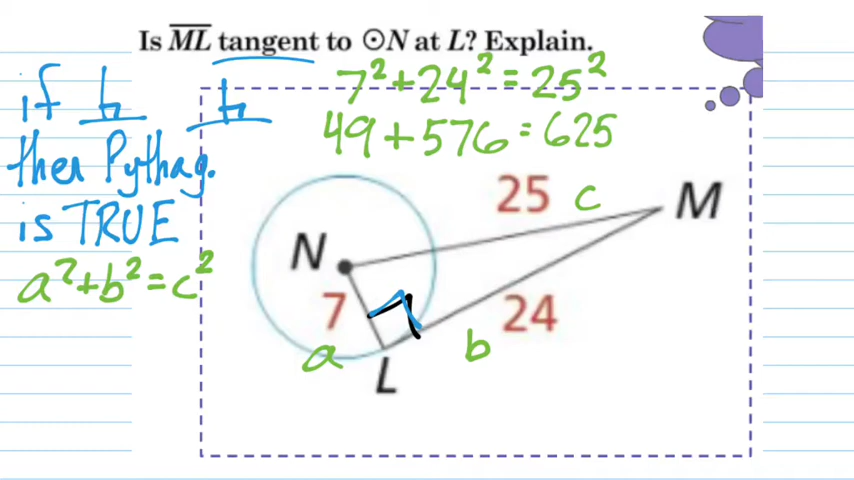 Is ML tangent to ⊙N at L? Explain.
if
then Pythag.
is TRUE
a²+b²=c²
7²+24²=25²
49+576=625
25 c
M
N
7
24
a
b
L